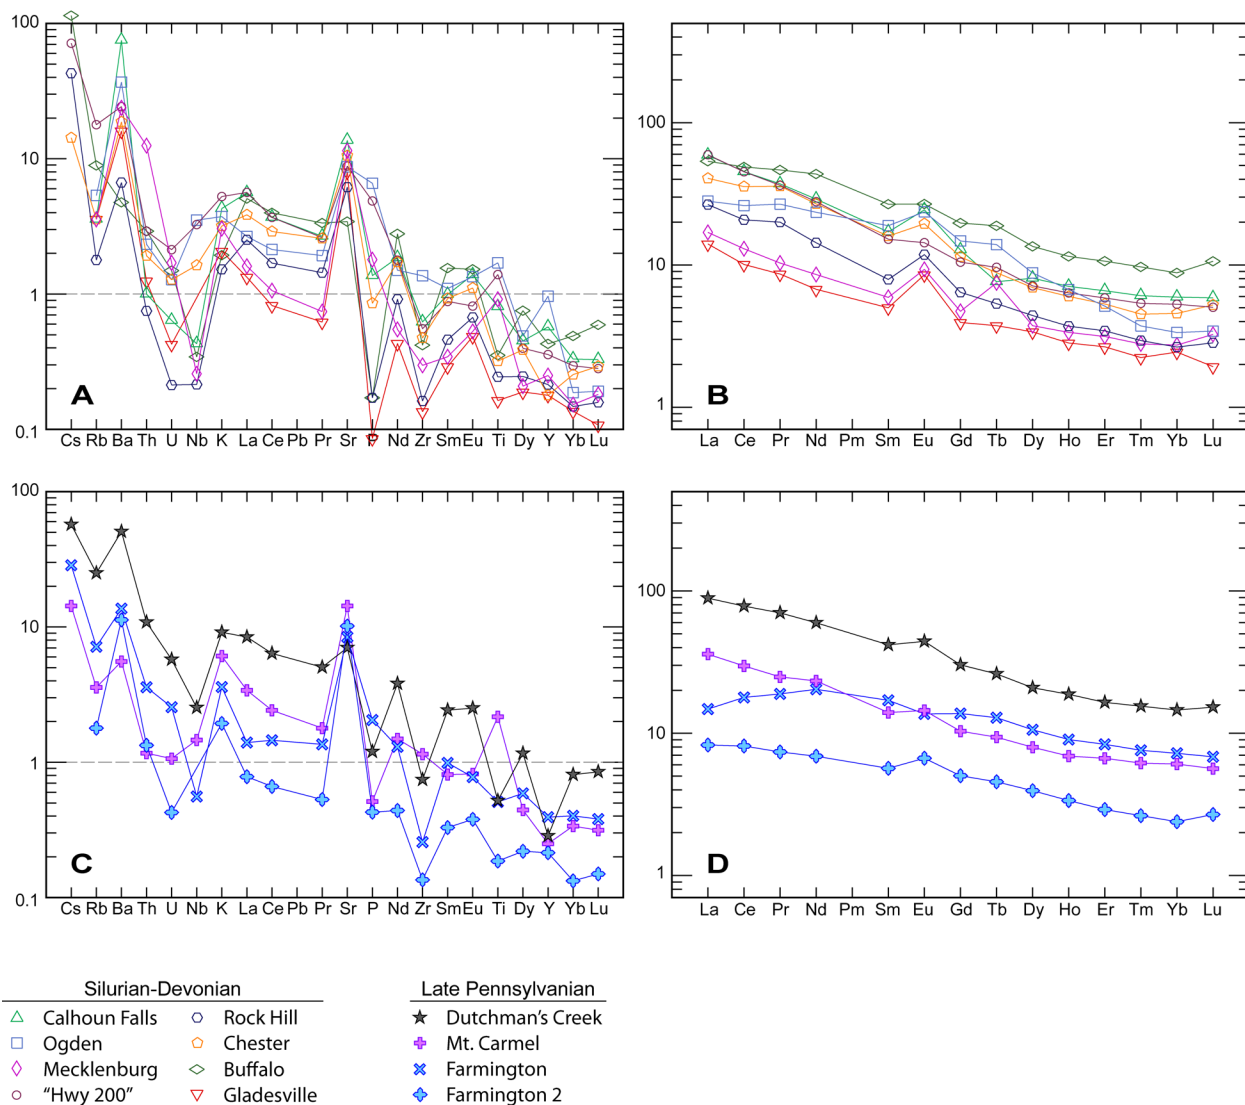 100
10
1
0.1
A
Cs Rb Ba Th U Nb K La Ce Pb Pr Sr P Nd Zr Sm Eu Ti Dy Y Yb Lu
100
10
1
B
La Ce Pr Nd Pm Sm Eu Gd Tb Dy Ho Er Tm Yb Lu
100
10
1
0.1
C
Cs Rb Ba Th U Nb K La Ce Pb Pr Sr P Nd Zr Sm Eu Ti Dy Y Yb Lu
100
10
1
D
La Ce Pr Nd Pm Sm Eu Gd Tb Dy Ho Er Tm Yb Lu
Silurian-Devonian
Calhoun Falls
Ogden
Mecklenburg
“Hwy 200”
Rock Hill
Chester
Buffalo
Gladesville
Late Pennsylvanian
Dutchman’s Creek
Mt. Carmel
Farmington
Farmington 2